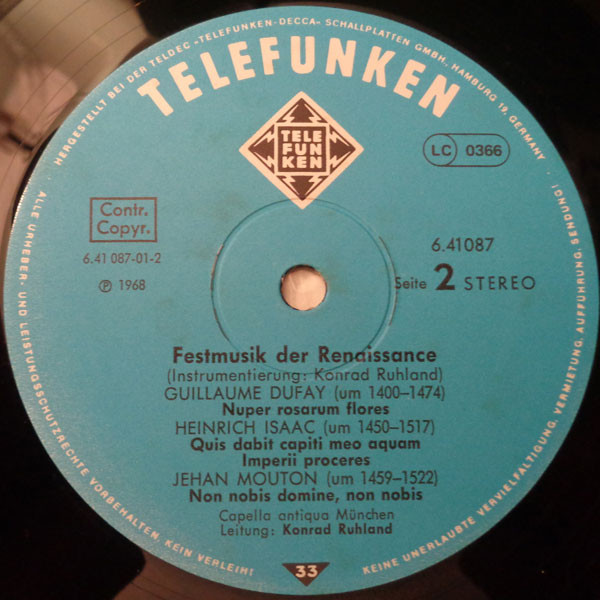 HERGESTELLT BEI DER TELDEC »TELEFUNKEN-DECCA« SCHALLPLATTEN GMBH., HAMBURG 19, GERMANY
TELEFUNKEN
TELE
FUN
KEN
LC 0366
Contr.
Copyr.
6.41 087-01-2
Ⓟ 1968
6.41087
Seite 2 STEREO
Festmusik der Renaissance
(Instrumentierung: Konrad Ruhland)
GUILLAUME DUFAY (um 1400–1474)
Nuper rosarum flores
HEINRICH ISAAC (um 1450–1517)
Quis dabit capiti meo aquam
Imperii proceres
JEHAN MOUTON (um 1459–1522)
Non nobis domine, non nobis
Capella antiqua München
Leitung: Konrad Ruhland
33
ALLE URHEBER- UND LEISTUNGSSCHUTZRECHTE VORBEHALTEN. KEIN VERLEIH!
KEINE UNERLAUBTE VERVIELFÄLTIGUNG, VERMIETUNG, AUFFÜHRUNG, SENDUNG!